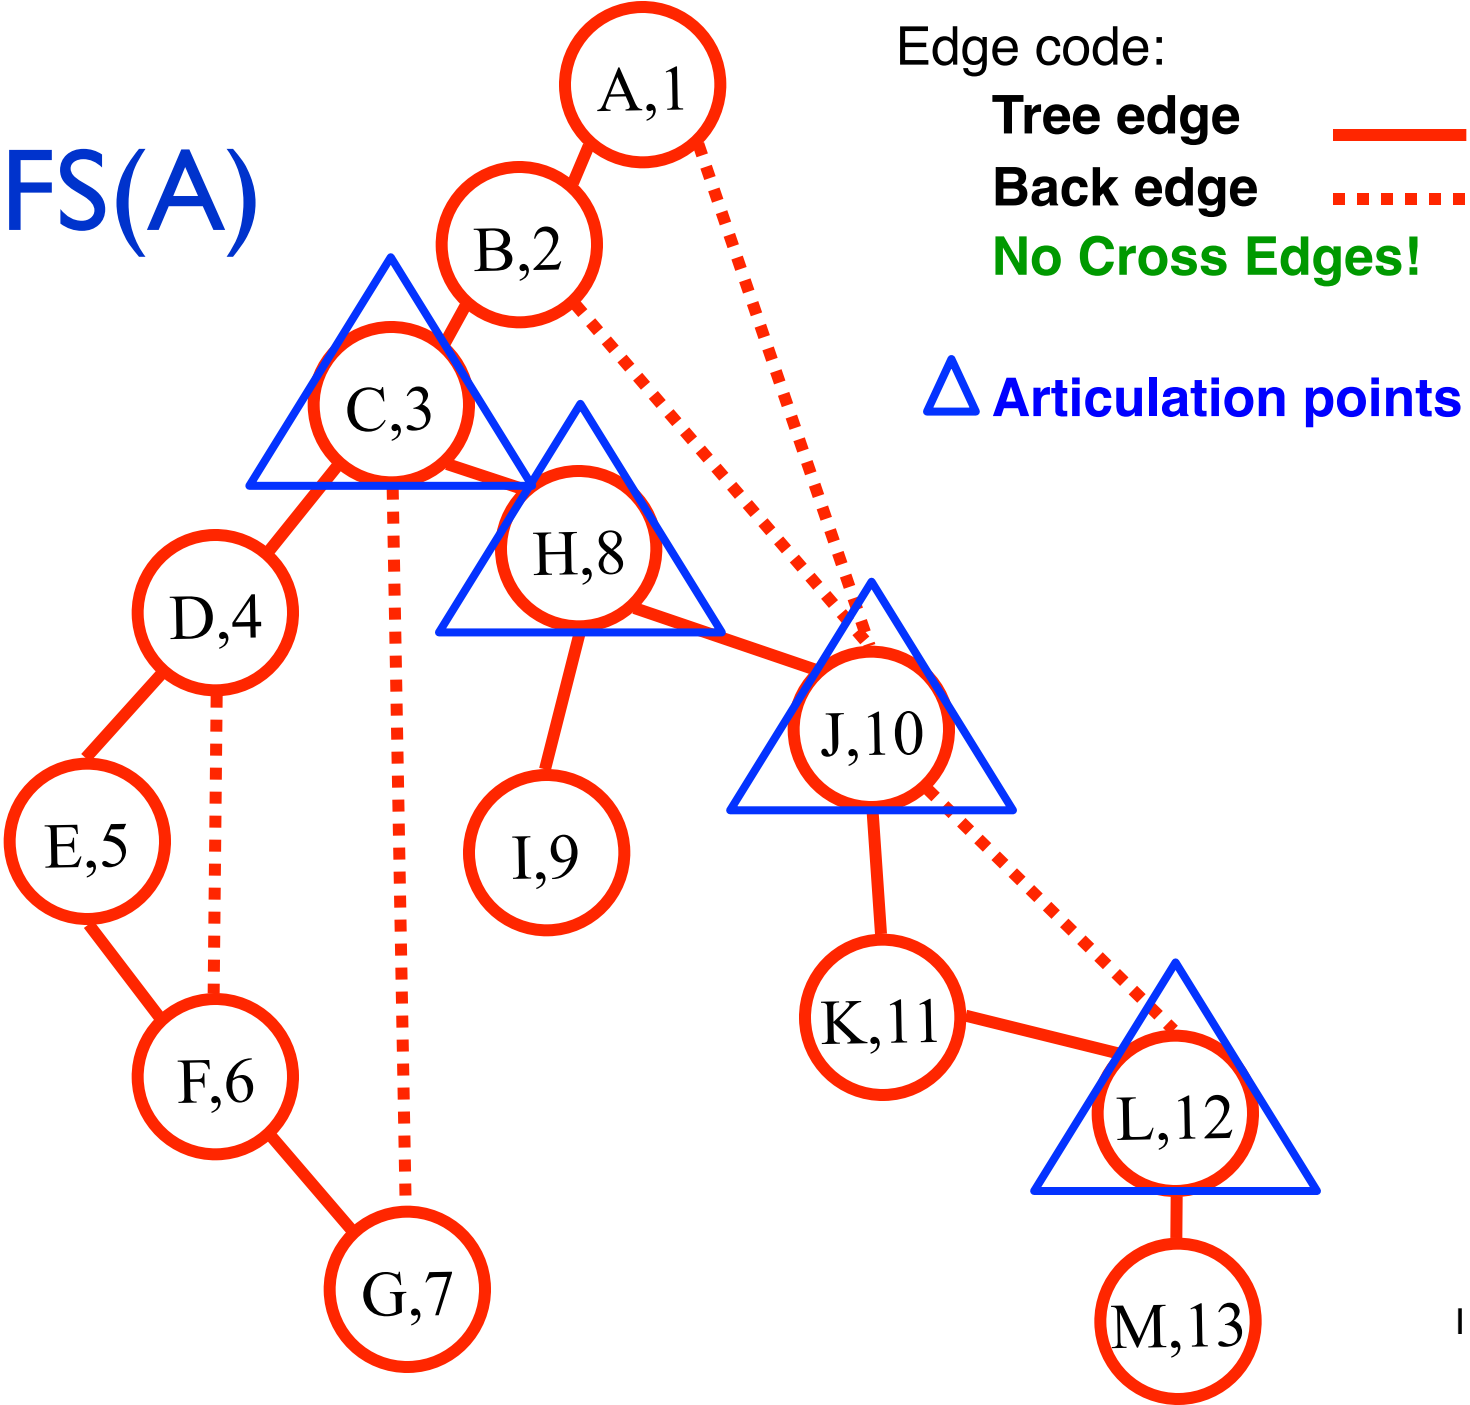 Edge code:
Tree edge
Back edge
No Cross Edges!
Articulation points
FS(A)
A,1
B,2
C,3
H,8
D,4
J,10
E,5
I,9
K,11
F,6
L,12
G,7
M,13